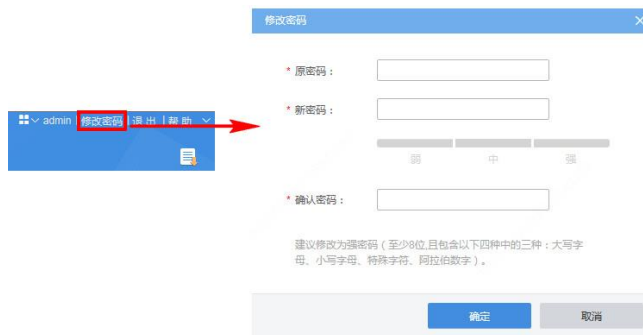 修改密码
* 原密码：
* 新密码：
admin | 修改密码 | 退 出 | 帮 助
弱 中 强
* 确认密码：
建议修改为强密码（至少8位,且包含以下四种中的三种：大写字
母、小写字母、特殊字符、阿拉伯数字）。
确定 取消